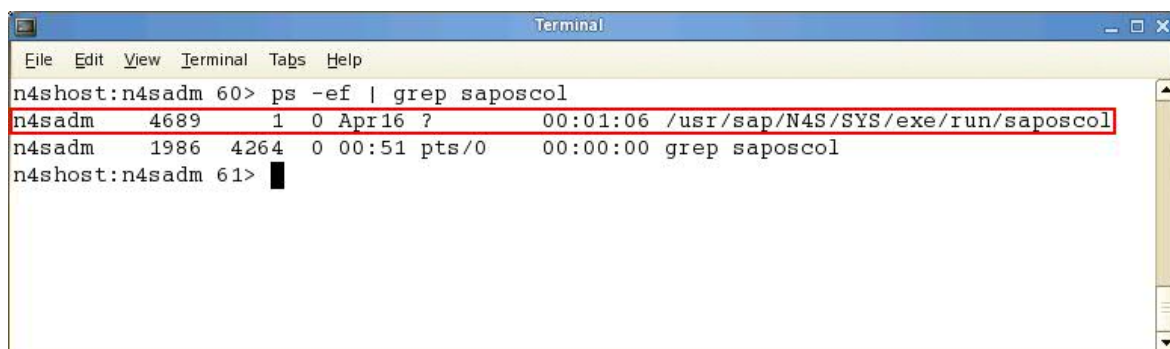 Terminal
File Edit View Terminal Tabs Help
n4shost:n4sadm 60> ps -ef | grep saposcol
n4sadm 4689 1 0 Apr16 ? 00:01:06 /usr/sap/N4S/SYS/exe/run/saposcol
n4sadm 1986 4264 0 00:51 pts/0 00:00:00 grep saposcol
n4shost:n4sadm 61>